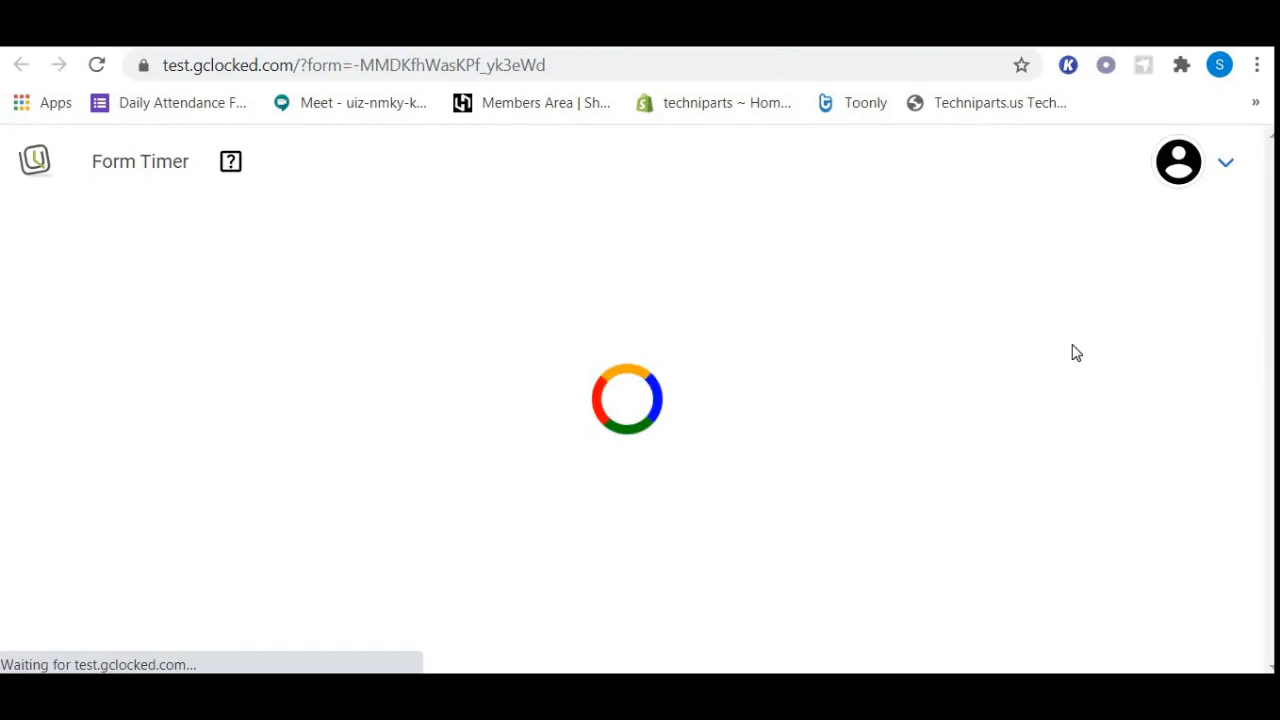 test.gclocked.com/?form=-MMDKfhWasKPf_yk3eWd
K
S
Apps Daily Attendance F... Meet - uiz-nmky-k... Members Area | Sh... techniparts ~ Hom... Toonly Techniparts.us Tech... »
Form Timer ?
Waiting for test.gclocked.com...